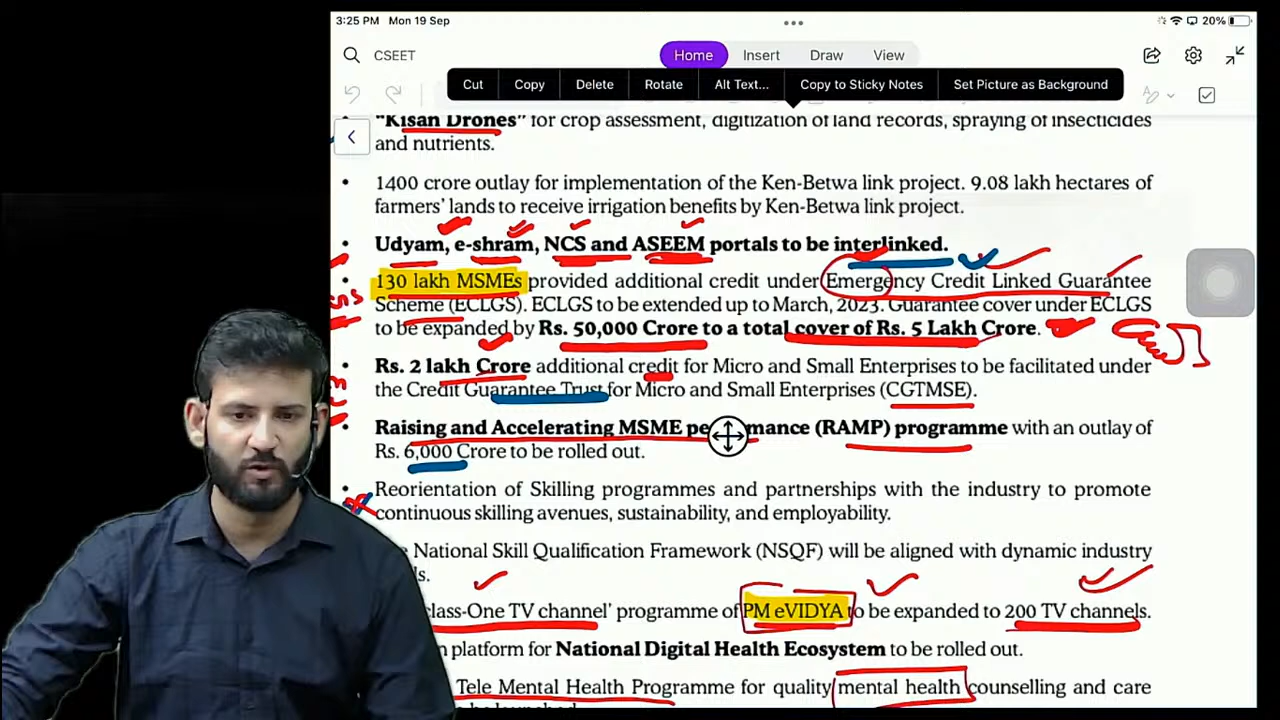 3:25 PM Mon 19 Sep
20%
CSEET
Home Insert Draw View
Cut Copy Delete Rotate Alt Text... Copy to Sticky Notes Set Picture as Background
"Kisan Drones" for crop assessment, digitization of land records, spraying of insecticides
and nutrients.
• 1400 crore outlay for implementation of the Ken-Betwa link project. 9.08 lakh hectares of
farmers' lands to receive irrigation benefits by Ken-Betwa link project.
• Udyam, e-shram, NCS and ASEEM portals to be interlinked.
• 130 lakh MSMEs provided additional credit under Emergency Credit Linked Guarantee
Scheme (ECLGS). ECLGS to be extended up to March, 2023. Guarantee cover under ECLGS
to be expanded by Rs. 50,000 Crore to a total cover of Rs. 5 Lakh Crore.
• Rs. 2 lakh Crore additional credit for Micro and Small Enterprises to be facilitated under
the Credit Guarantee Trust for Micro and Small Enterprises (CGTMSE).
• Raising and Accelerating MSME performance (RAMP) programme with an outlay of
Rs. 6,000 Crore to be rolled out.
Reorientation of Skilling programmes and partnerships with the industry to promote
continuous skilling avenues, sustainability, and employability.
National Skill Qualification Framework (NSQF) will be aligned with dynamic industry
class-One TV channel' programme of PM eVIDYA to be expanded to 200 TV channels.
platform for National Digital Health Ecosystem to be rolled out.
Tele Mental Health Programme for quality mental health counselling and care